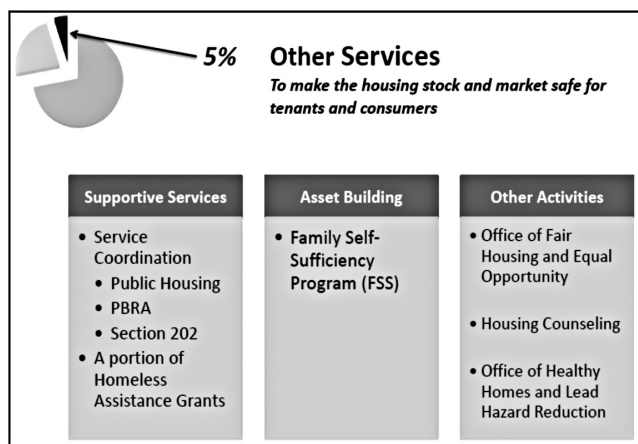 5%
Other Services
To make the housing stock and market safe for
tenants and consumers
Supportive Services
• Service
Coordination
• Public Housing
• PBRA
• Section 202
• A portion of
Homeless
Assistance Grants
Asset Building
• Family Self-
Sufficiency
Program (FSS)
Other Activities
• Office of Fair
Housing and Equal
Opportunity
• Housing Counseling
• Office of Healthy
Homes and Lead
Hazard Reduction